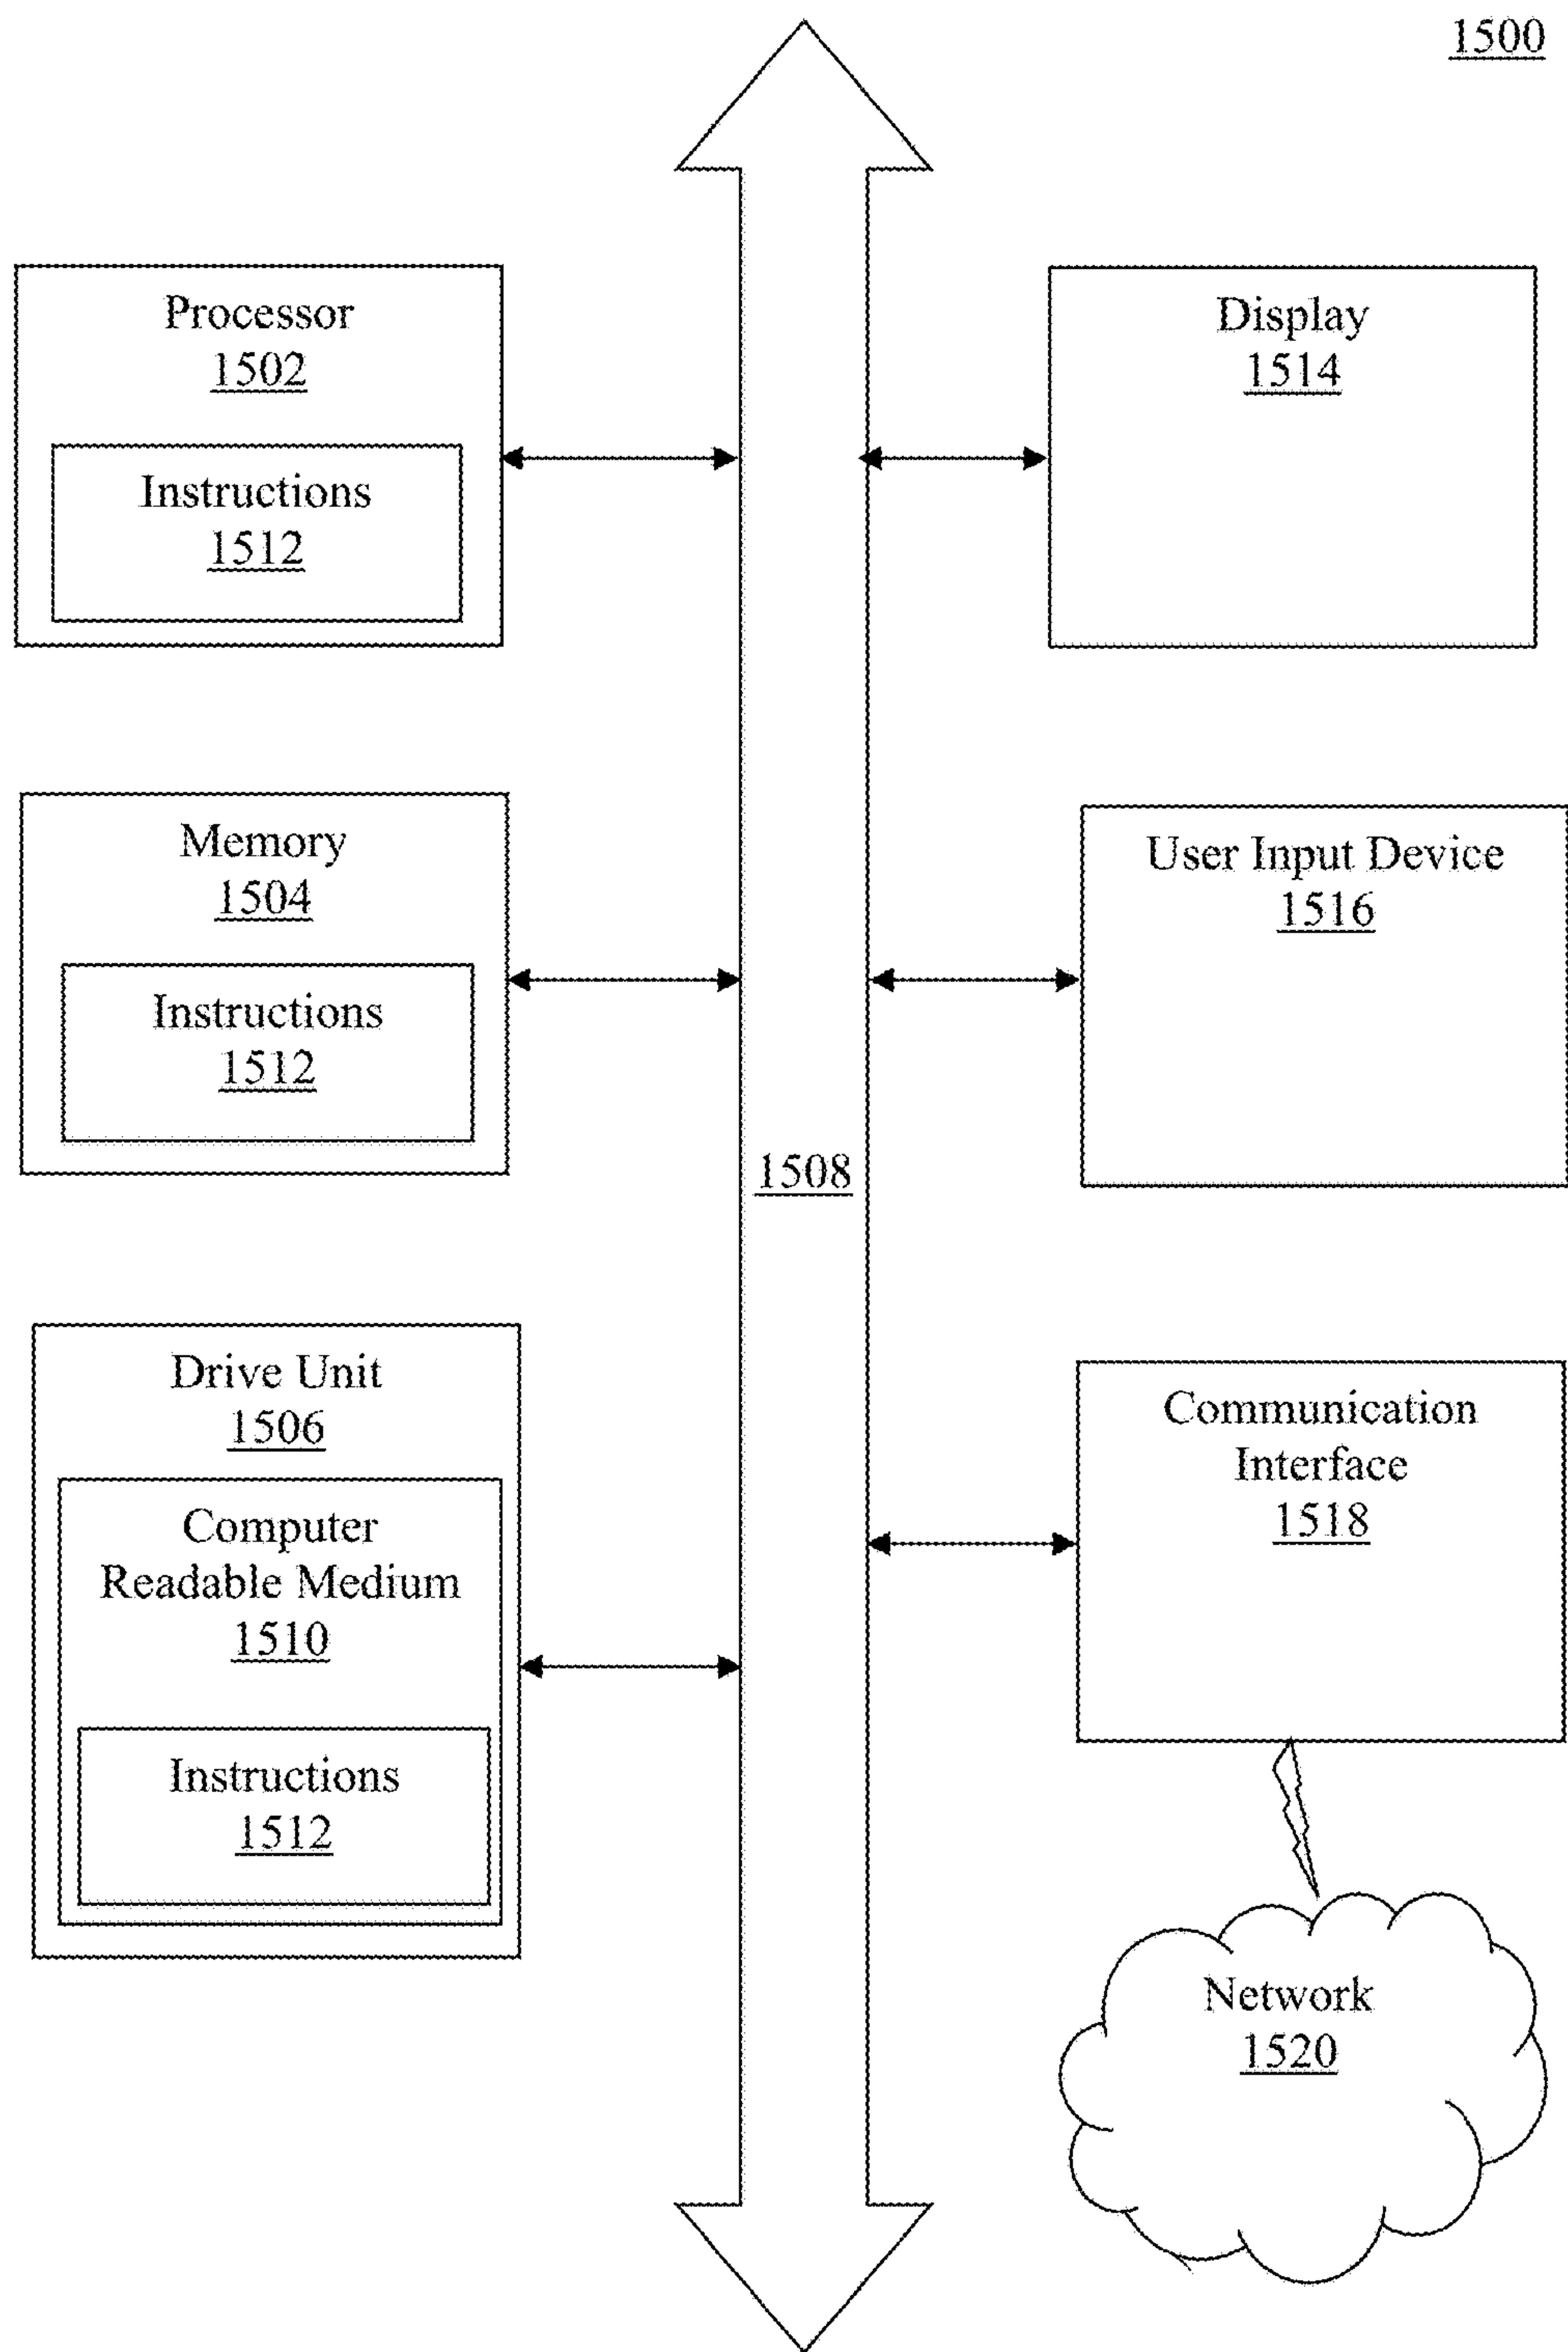 1500
Processor
1502
Instructions
1512
Display
1514
Memory
1504
Instructions
1512
User Input Device
1516
1508
Drive Unit
1506
Computer
Readable Medium
1510
Instructions
1512
Communication
Interface
1518
Network
1520